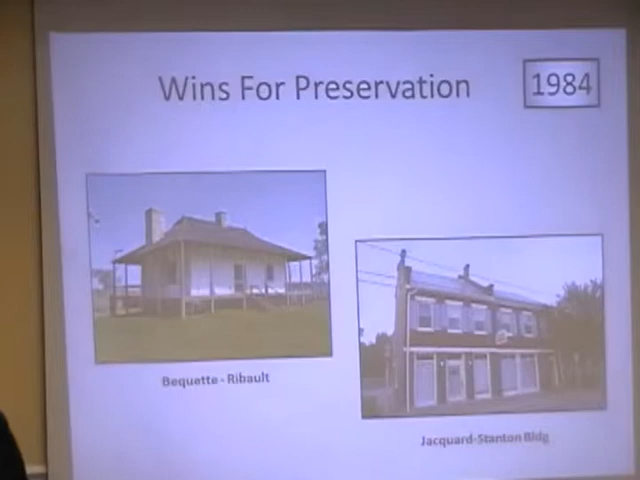 Wins For Preservation
1984
Bequette - Ribault
Jacquard-Stanton Bldg